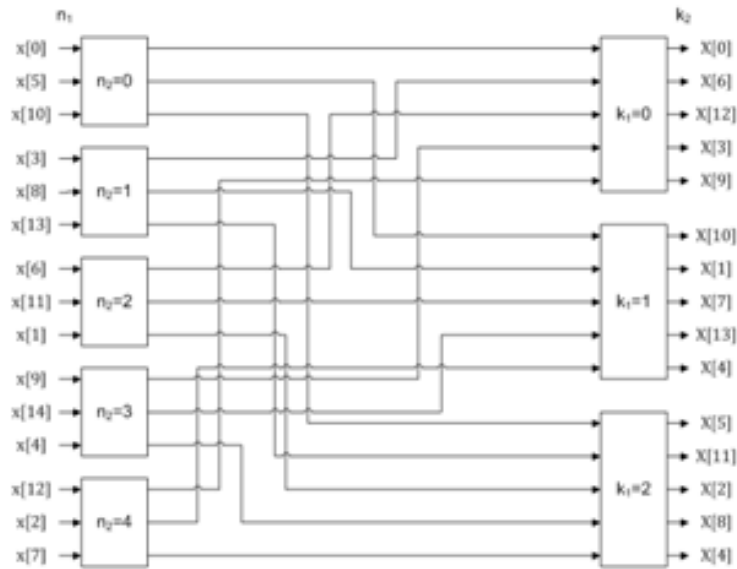 n₁ k₂
x[0] X[0]
x[5] n₂=0 X[6]
x[10] k₁=0 X[12]
x[3] X[3]
x[8] n₂=1 X[9]
x[13] X[10]
x[6] X[1]
x[11] n₂=2 k₁=1 X[7]
x[1] X[13]
x[9] X[4]
x[14] n₂=3 X[5]
x[4] X[11]
x[12] k₁=2 X[2]
x[2] n₂=4 X[8]
x[7] X[4]